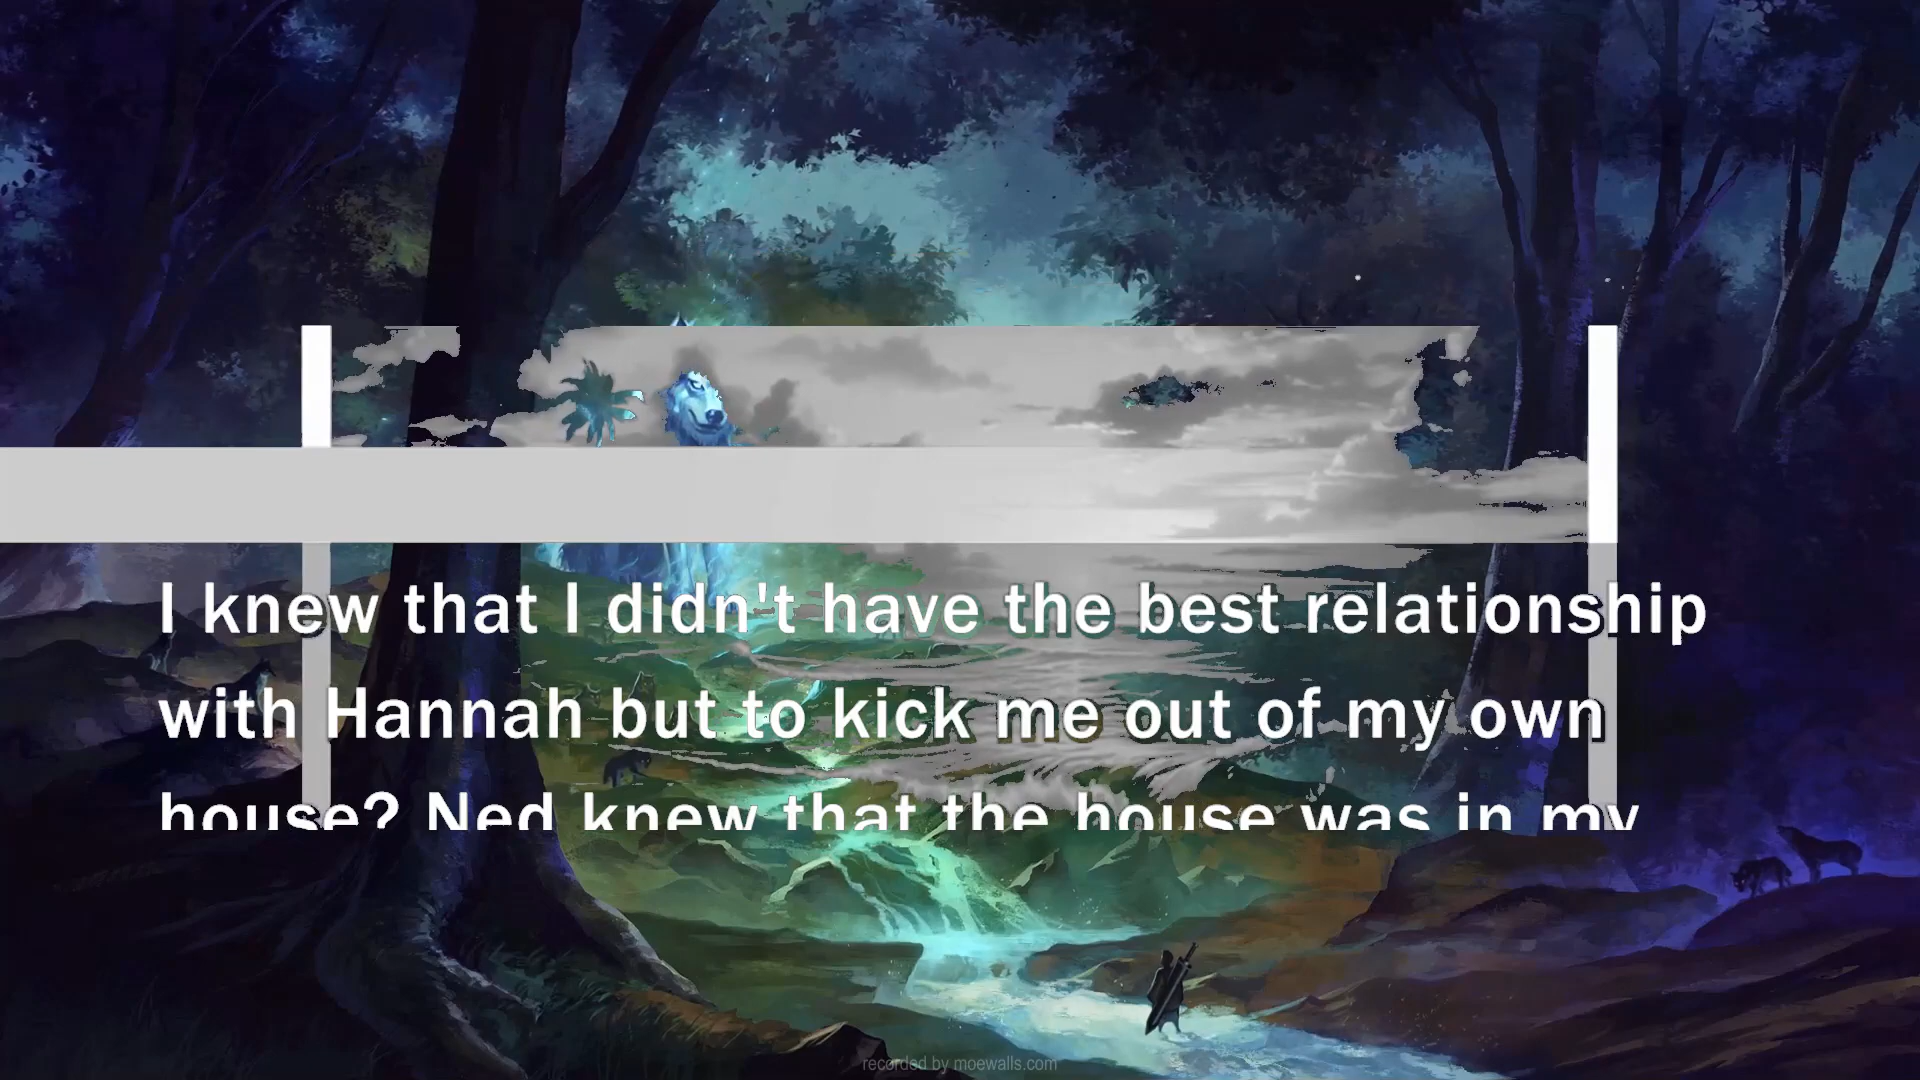 I knew that I didn't have the best relationship
with Hannah but to kick me out of my own
house? Ned knew that the house was in my
recorded by moewalls.com